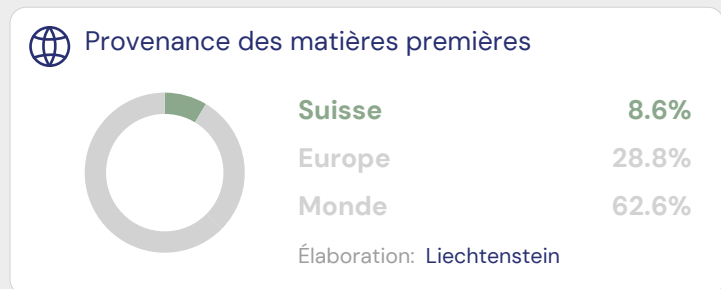 Provenance des matières premières
Suisse 8.6%
Europe 28.8%
Monde 62.6%
Élaboration: Liechtenstein